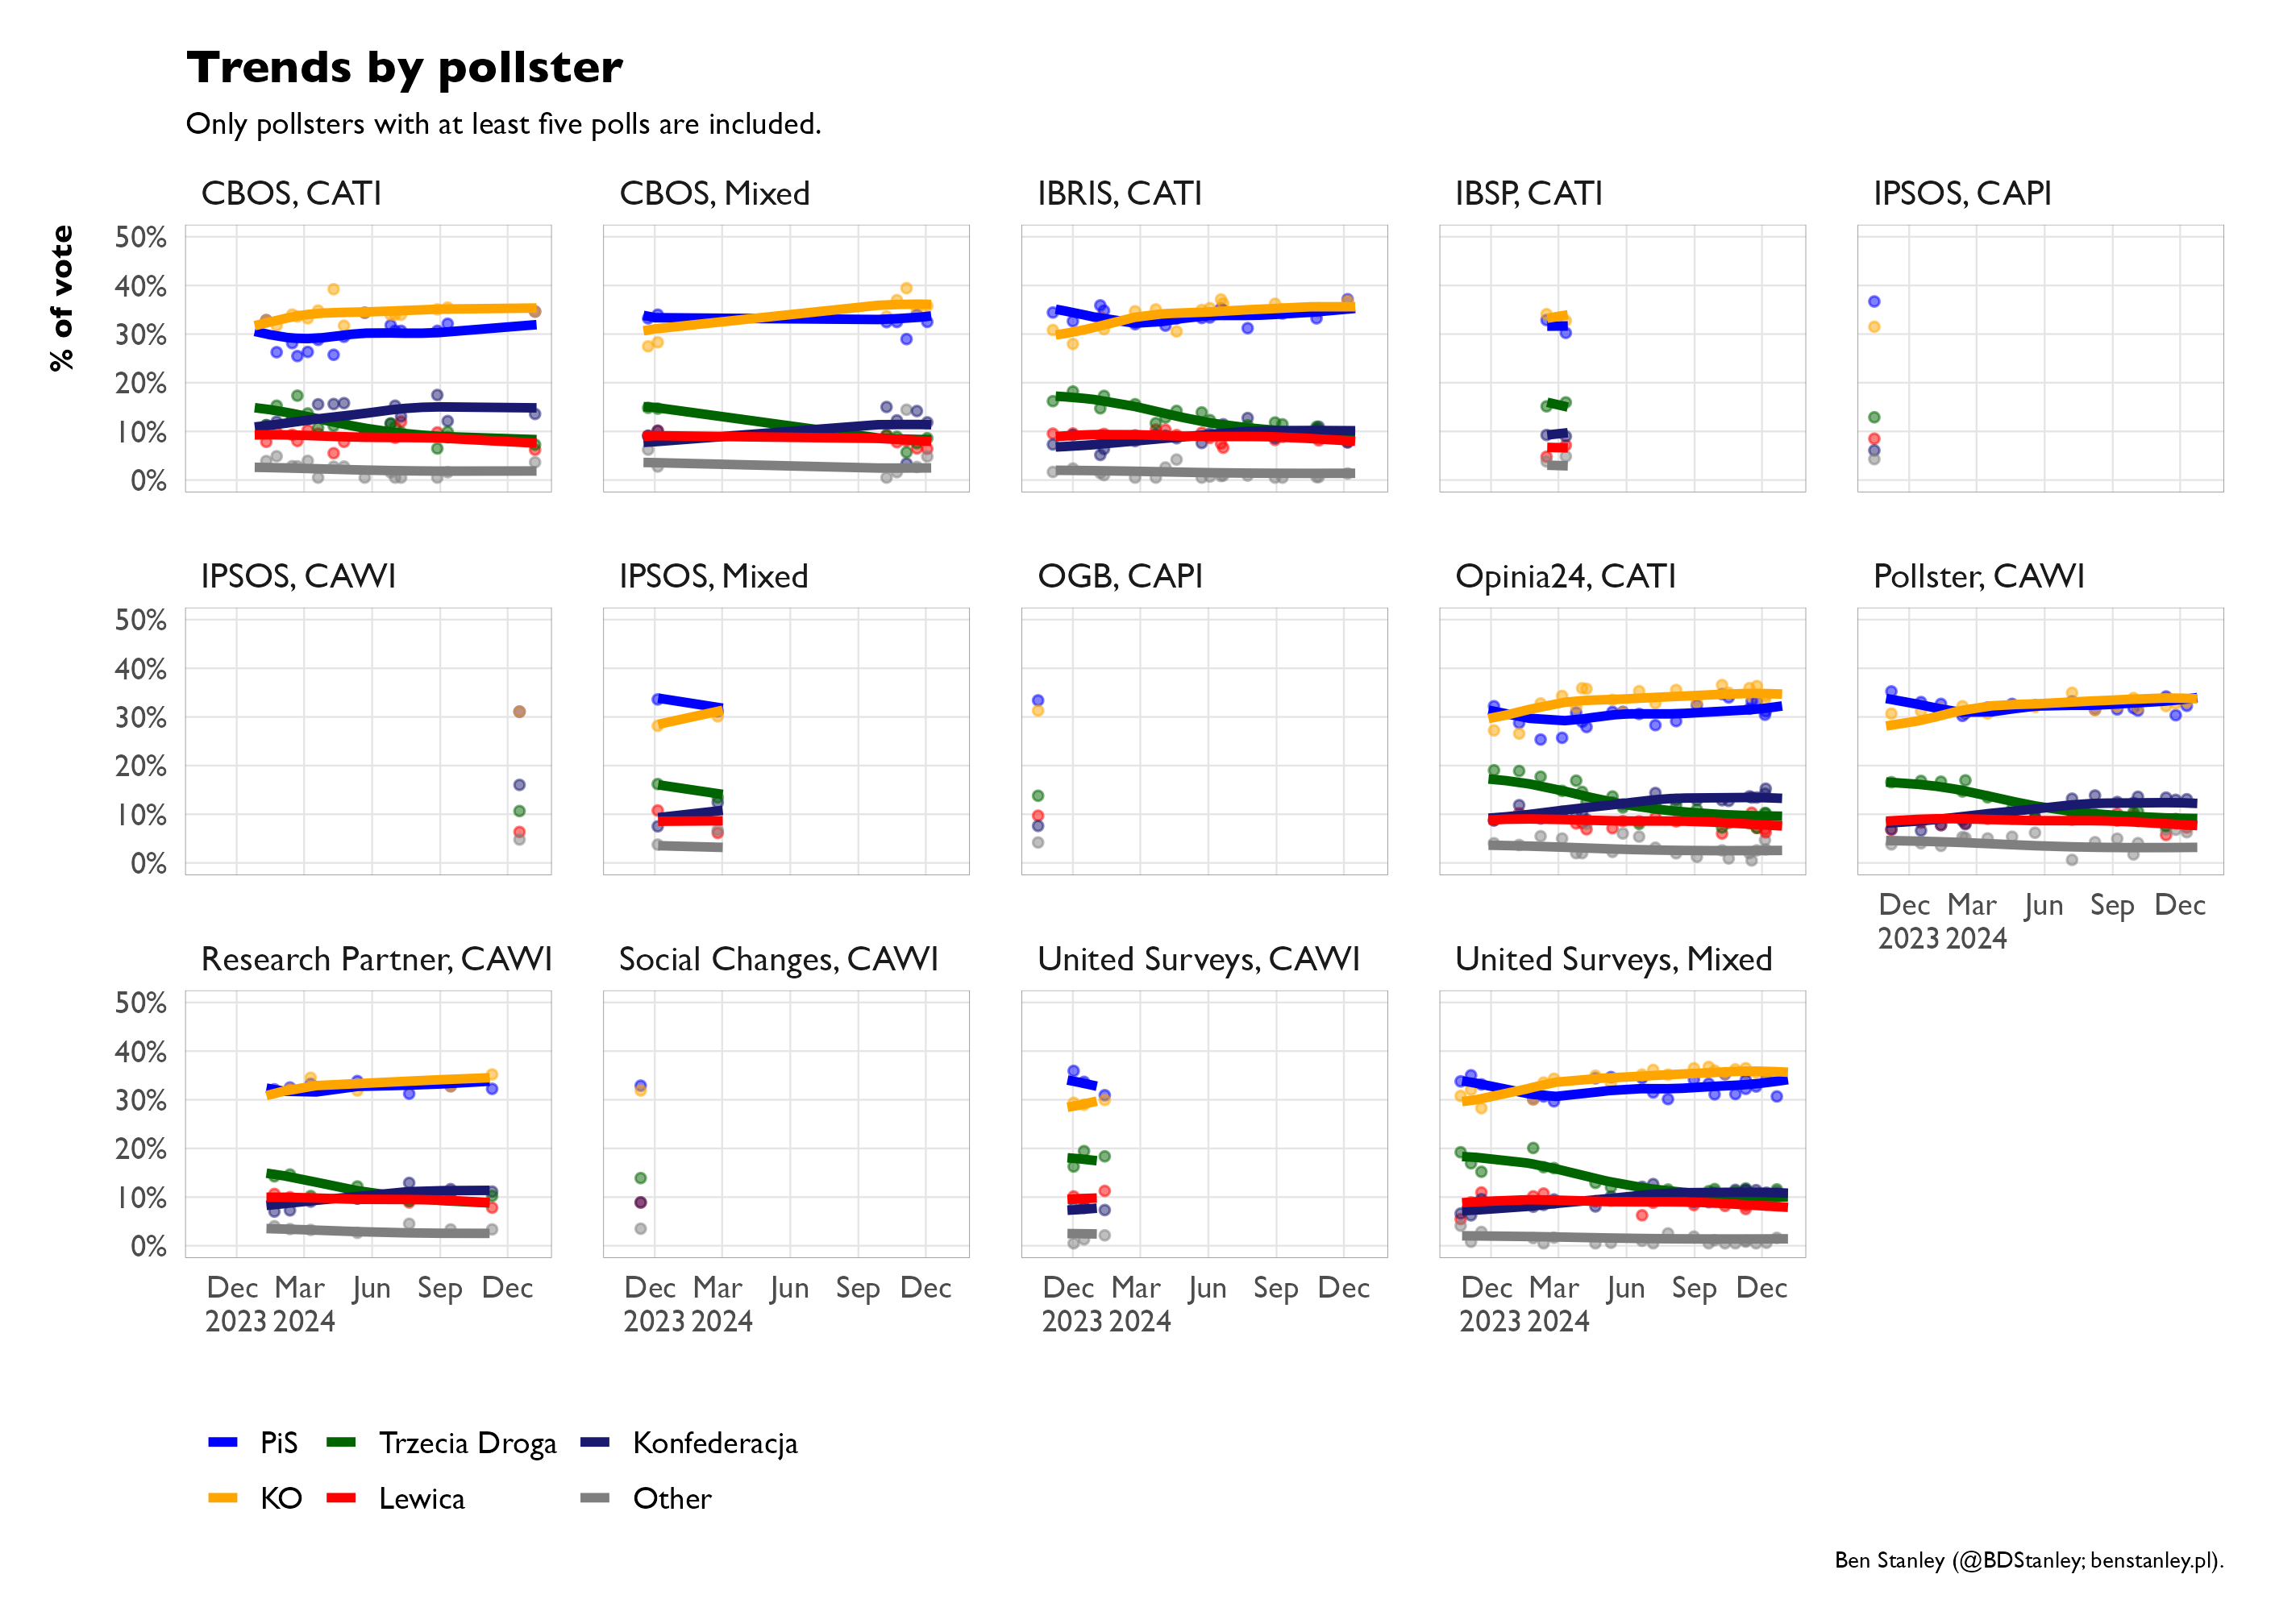 Trends by pollster
Only pollsters with at least five polls are included.
CBOS, CATI
CBOS, Mixed
IBRIS, CATI
IBSP, CATI
IPSOS, CAPI
% of vote
50%
40%
30%
20%
10%
0%
IPSOS, CAWI
IPSOS, Mixed
OGB, CAPI
Opinia24, CATI
Pollster, CAWI
50%
40%
30%
20%
10%
0%
Dec Mar Jun Sep Dec
2023 2024
Research Partner, CAWI
Social Changes, CAWI
United Surveys, CAWI
United Surveys, Mixed
50%
40%
30%
20%
10%
0%
Dec Mar Jun Sep Dec
2023 2024
Dec Mar Jun Sep Dec
2023 2024
Dec Mar Jun Sep Dec
2023 2024
Dec Mar Jun Sep Dec
2023 2024
PiS Trzecia Droga Konfederacja
KO Lewica Other
Ben Stanley (@BDStanley; benstanley.pl).